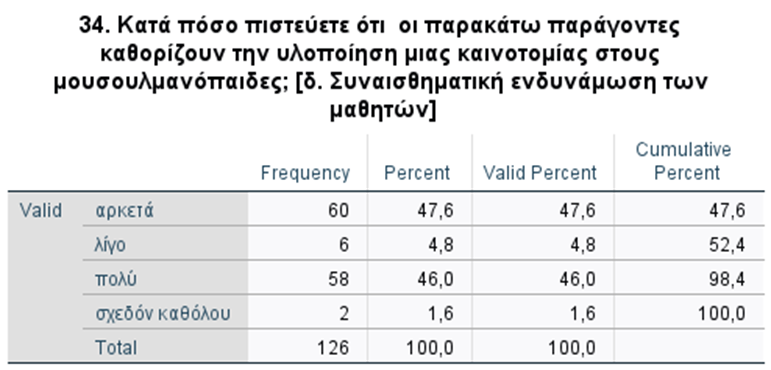 34. Κατά πόσο πιστεύετε ότι οι παρακάτω παράγοντες
καθορίζουν την υλοποίηση μιας καινοτομίας στους
μουσουλμανόπαιδες; [δ. Συναισθηματική ενδυνάμωση των
μαθητών]
Frequency Percent Valid Percent Cumulative Percent
Valid αρκετά 60 47,6 47,6 47,6
λίγο 6 4,8 4,8 52,4
πολύ 58 46,0 46,0 98,4
σχεδόν καθόλου 2 1,6 1,6 100,0
Total 126 100,0 100,0